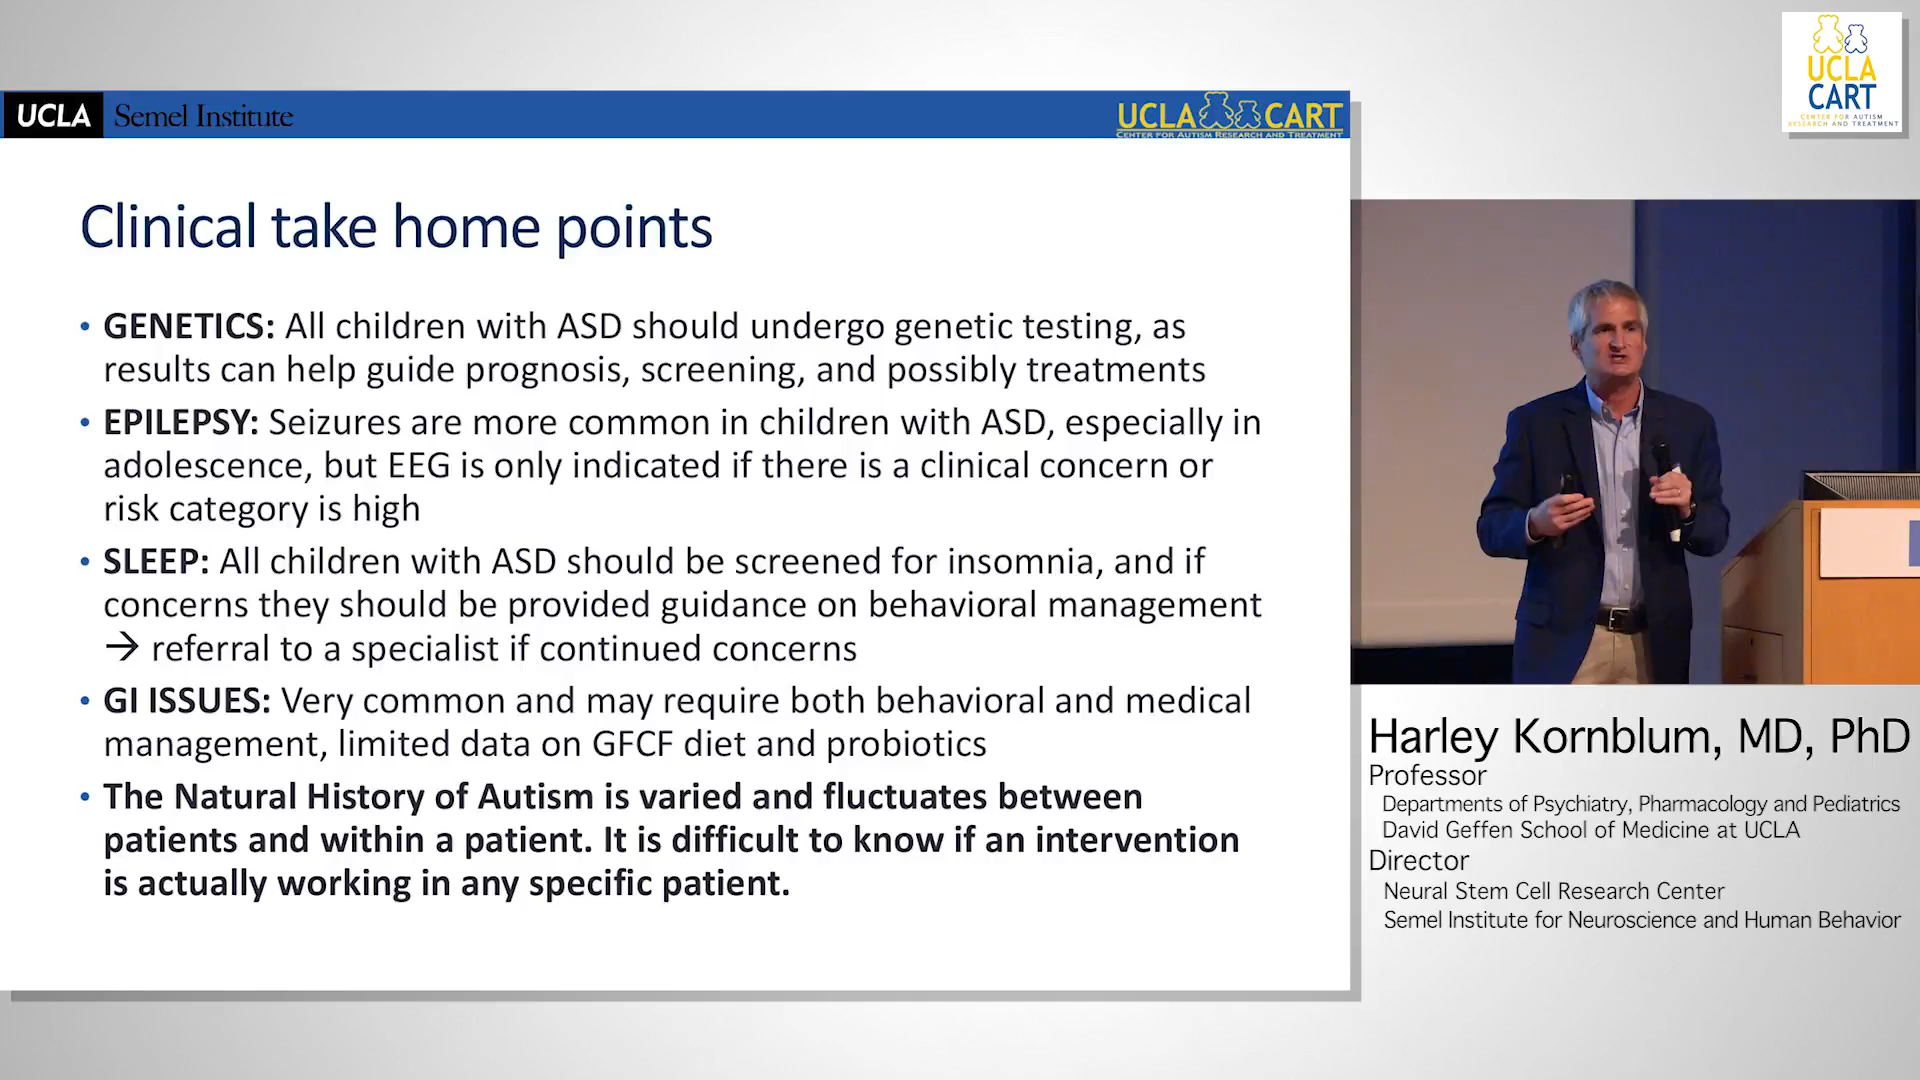 UCLA Semel Institute
UCLA CART
CENTER FOR AUTISM RESEARCH AND TREATMENT
UCLA
CART
CENTER FOR AUTISM
RESEARCH AND TREATMENT
Clinical take home points
• GENETICS: All children with ASD should undergo genetic testing, as
results can help guide prognosis, screening, and possibly treatments
• EPILEPSY: Seizures are more common in children with ASD, especially in
adolescence, but EEG is only indicated if there is a clinical concern or
risk category is high
• SLEEP: All children with ASD should be screened for insomnia, and if
concerns they should be provided guidance on behavioral management
→ referral to a specialist if continued concerns
• GI ISSUES: Very common and may require both behavioral and medical
management, limited data on GFCF diet and probiotics
• The Natural History of Autism is varied and fluctuates between
patients and within a patient. It is difficult to know if an intervention
is actually working in any specific patient.
Harley Kornblum, MD, PhD
Professor
Departments of Psychiatry, Pharmacology and Pediatrics
David Geffen School of Medicine at UCLA
Director
Neural Stem Cell Research Center
Semel Institute for Neuroscience and Human Behavior